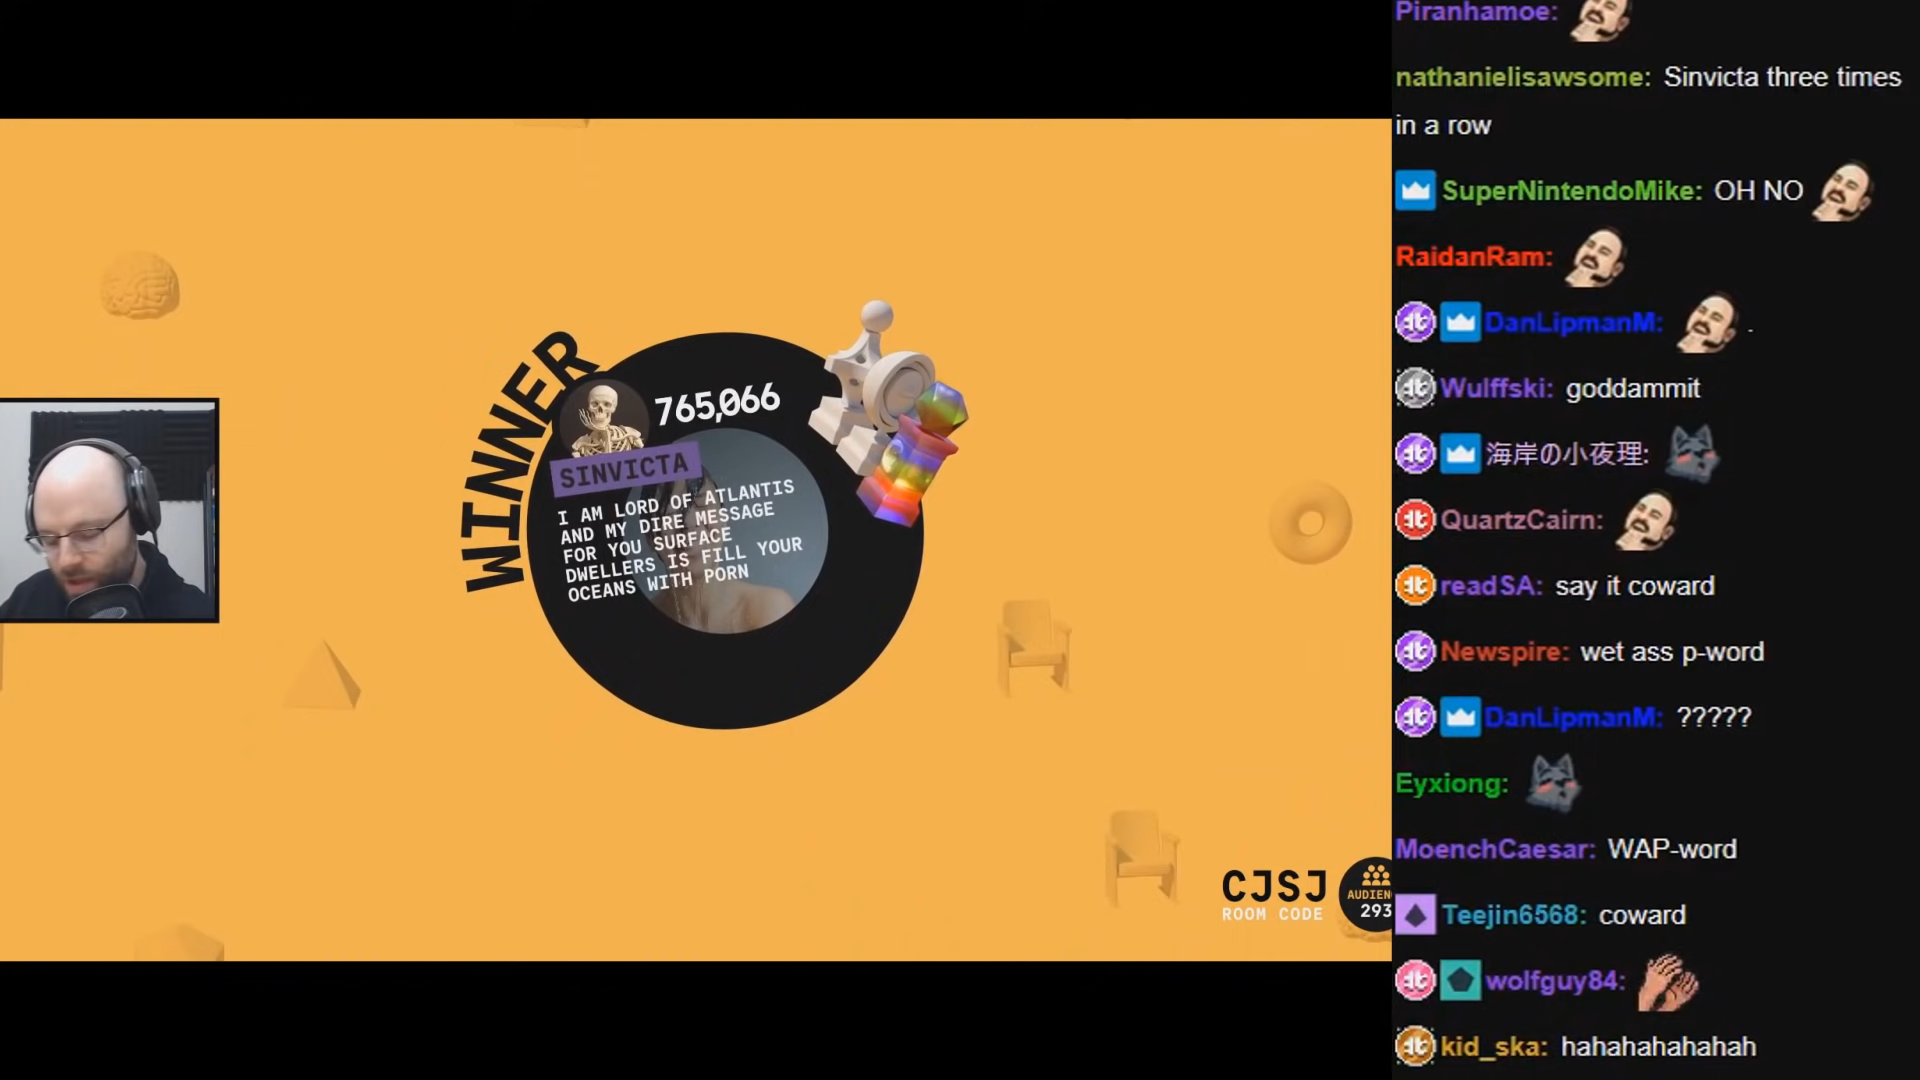 WINNER
765,066
SINVICTA
I AM LORD OF ATLANTIS
AND MY DIRE MESSAGE
FOR YOU SURFACE
DWELLERS IS FILL YOUR
OCEANS WITH PORN
CJSJ
ROOM CODE
AUDIEN
293
Piranhamoe:
nathanielisawsome: Sinvicta three times
in a row
SuperNintendoMike: OH NO
RaidanRam:
DanLipmanM: .
Wulffski: goddammit
海岸の小夜理:
QuartzCairn:
readSA: say it coward
Newspire: wet ass p-word
DanLipmanM: ?????
Eyxiong:
MoenchCaesar: WAP-word
Teejin6568: coward
wolfguy84:
kid_ska: hahahahahahah